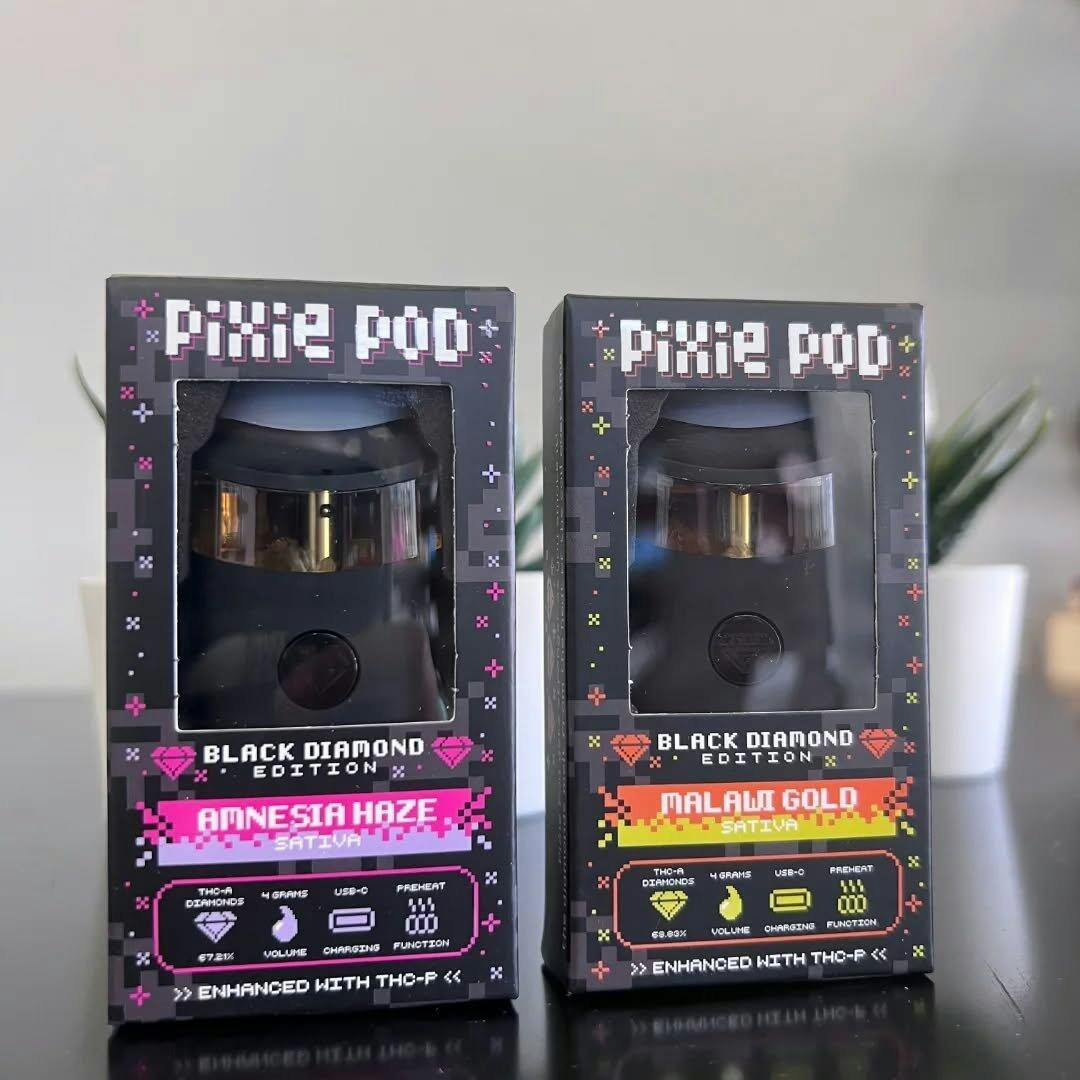 PIXIE POD
BLACK DIAMOND
EDITION
AMNESIA HAZE
SATIVA
THC-A
DIAMONDS
67.21%
4 GRAMS
VOLUME
USB-C
CHARGING
PREHEAT
FUNCTION
>> ENHANCED WITH THC-P <<
PIXIE POD
BLACK DIAMOND
EDITION
MALAWI GOLD
SATIVA
THC-A
DIAMONDS
4 GRAMS
VOLUME
USB-C
CHARGING
PREHEAT
FUNCTION
>> ENHANCED WITH THC-P <<